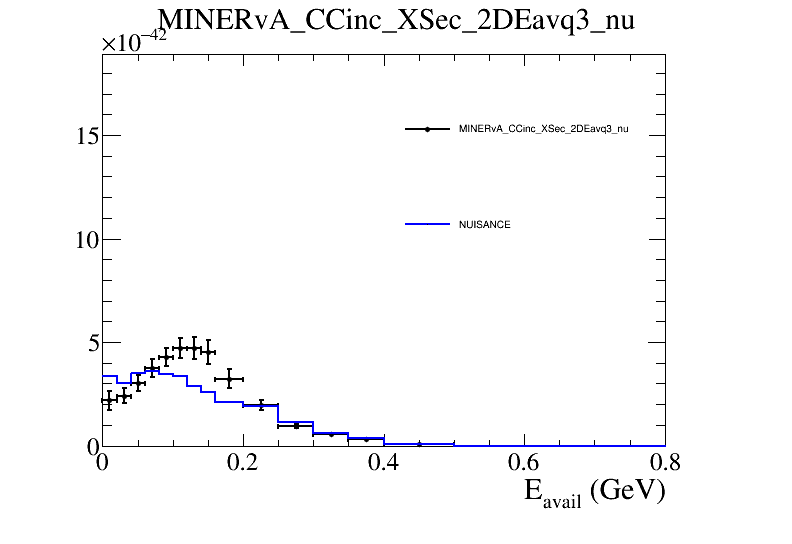 MINERvA_CCinc_XSec_2DEavq3_nu
×10⁻⁴²
MINERvA_CCinc_XSec_2DEavq3_nu
NUISANCE
15
10
5
0
0 0.2 0.4 0.6 0.8
E_avail (GeV)